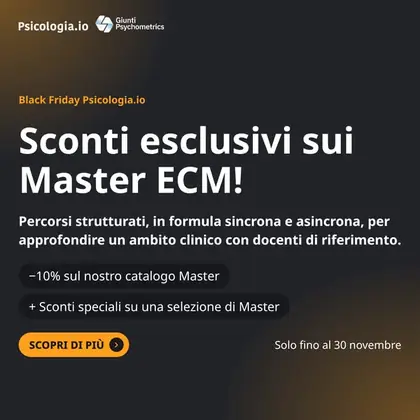 Psicologia.io
Giunti
Psychometrics
Black Friday Psicologia.io
Sconti esclusivi sui
Master ECM!
Percorsi strutturati, in formula sincrona e asincrona, per
approfondire un ambito clinico con docenti di riferimento.
−10% sul nostro catalogo Master
+ Sconti speciali su una selezione di Master
SCOPRI DI PIÙ
Solo fino al 30 novembre